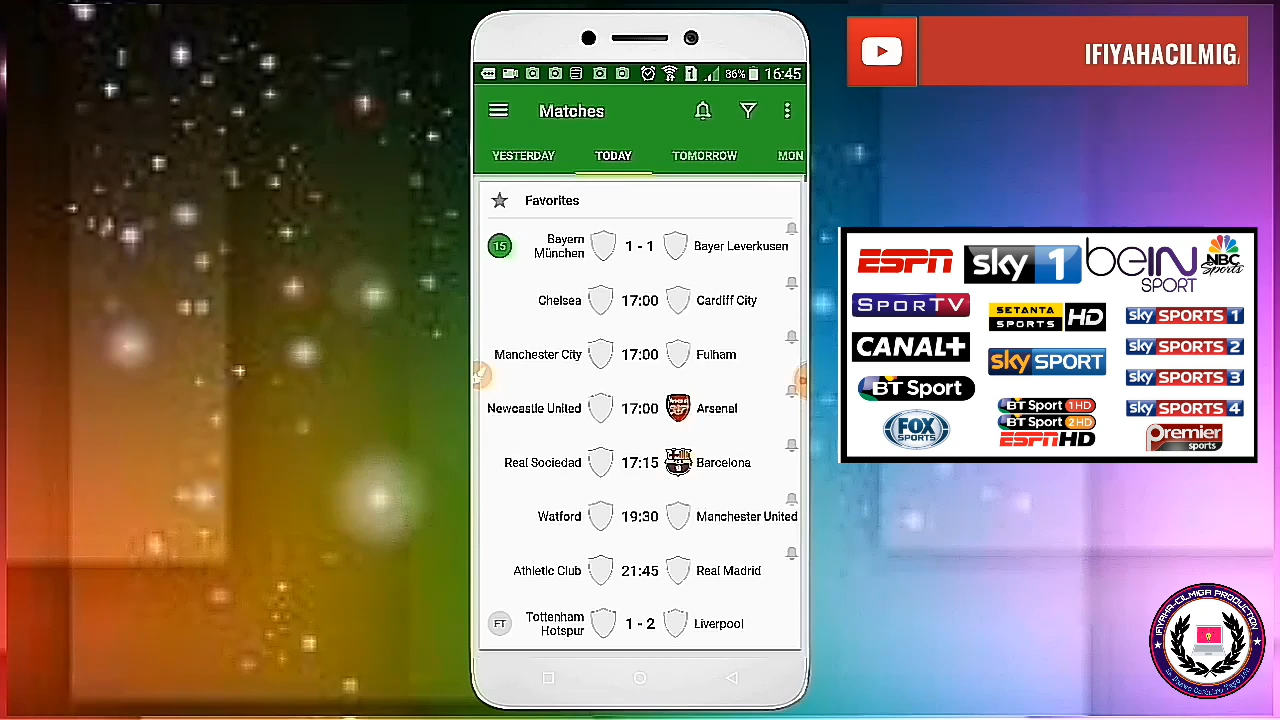 IFIYAHACILMIG
86% 16:45
Matches
YESTERDAY TODAY TOMORROW MON
Favorites
15 Bayern München 1 - 1 Bayer Leverkusen
Chelsea 17:00 Cardiff City
Manchester City 17:00 Fulham
Newcastle United 17:00 Arsenal
Real Sociedad 17:15 Barcelona
Watford 19:30 Manchester United
Athletic Club 21:45 Real Madrid
FT Tottenham Hotspur 1 - 2 Liverpool
ESPN sky 1 beIN SPORT NBC Sports
SPORTV SETANTA SPORTS HD sky SPORTS 1
CANAL+ sky SPORT sky SPORTS 2
BT Sport sky SPORTS 3
FOX SPORTS BT Sport 1HD sky SPORTS 4
BT Sport 2HD
ESPN HD Premier sports
IFIYAHA-CILMIGA PRODUCTION